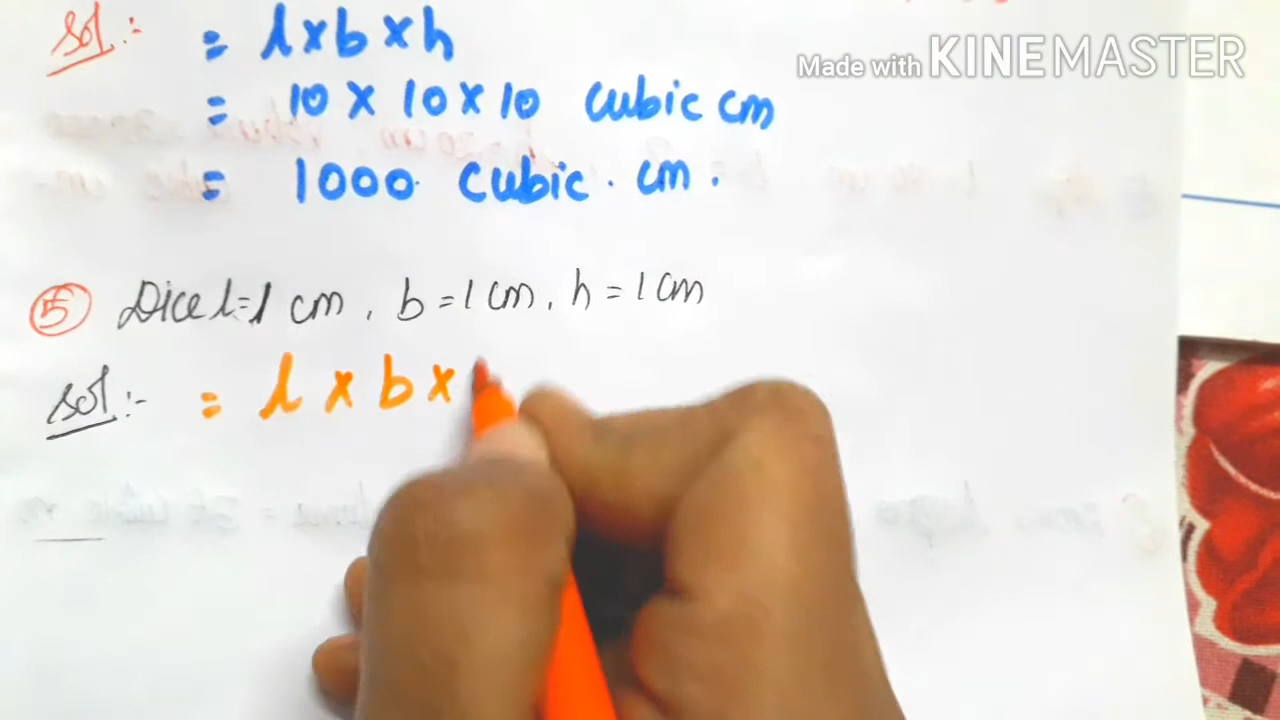 Sol :-
= l x b x h
Made with KINEMASTER
= 10 x 10 x 10 cubic cm
= 1000 cubic . cm .
5 Dice l=1 cm , b = 1 cm , h = 1 cm
Sol :- = l x b x